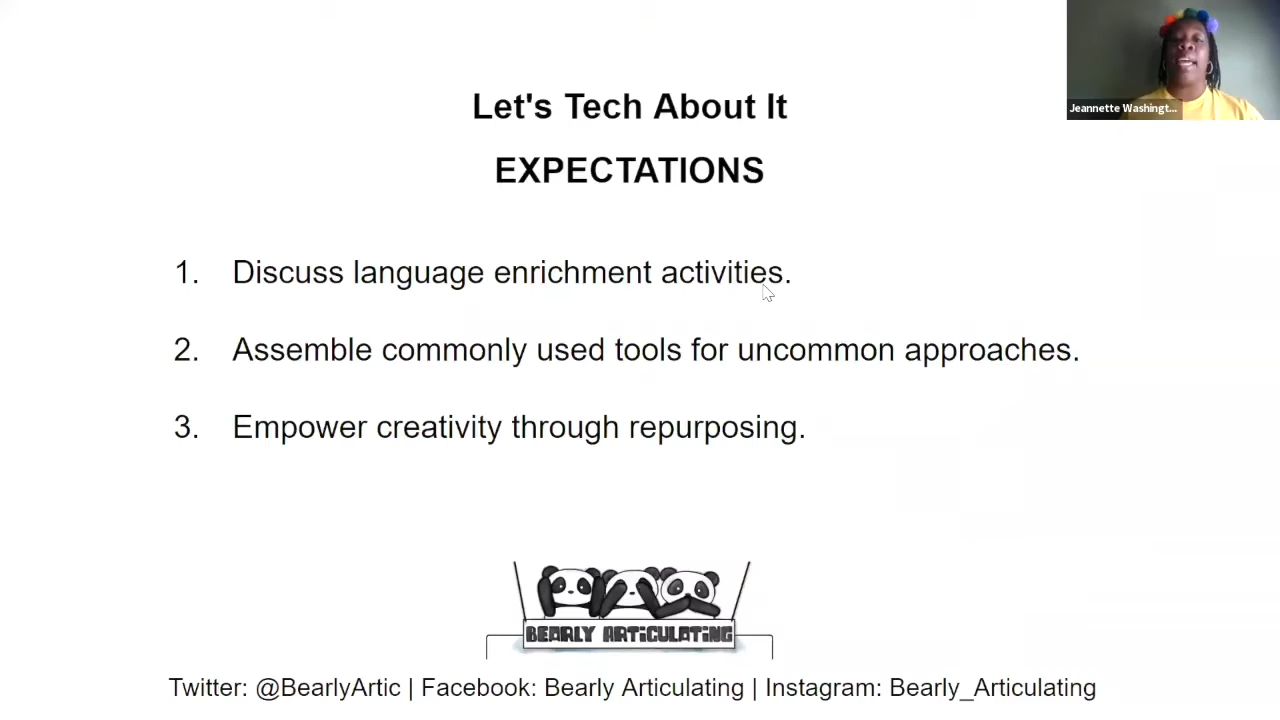 Jeannette Washingt...
Let's Tech About It
EXPECTATIONS
1. Discuss language enrichment activities.
2. Assemble commonly used tools for uncommon approaches.
3. Empower creativity through repurposing.
BEARLY ARTICULATING
Twitter: @BearlyArtic | Facebook: Bearly Articulating | Instagram: Bearly_Articulating